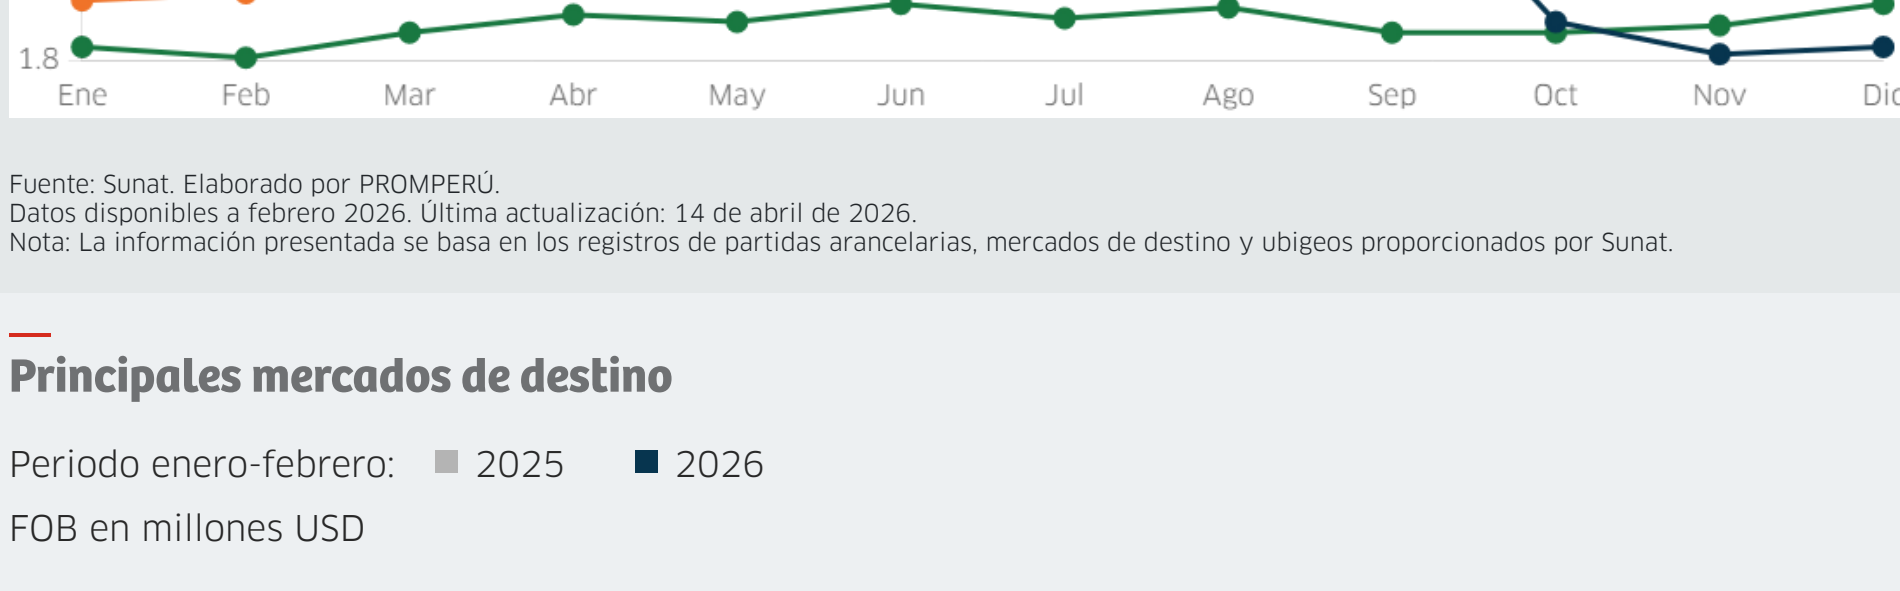 1.8
Ene Feb Mar Abr May Jun Jul Ago Sep Oct Nov Dic
Fuente: Sunat. Elaborado por PROMPERÚ.
Datos disponibles a febrero 2026. Última actualización: 14 de abril de 2026.
Nota: La información presentada se basa en los registros de partidas arancelarias, mercados de destino y ubigeos proporcionados por Sunat.
Principales mercados de destino
Periodo enero-febrero: 2025 2026
FOB en millones USD